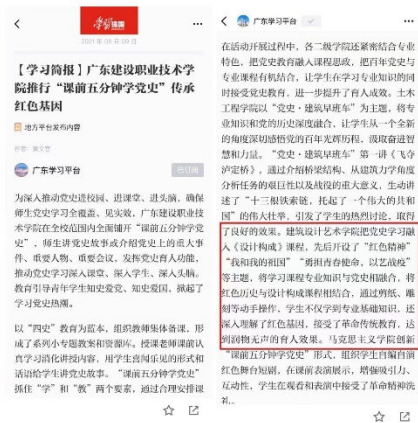 学习强国
2021年06月09日
【学习简报】广东建设职业技术学
院推行“课前五分钟学党史”传承
红色基因
地方平台发布内容
广东学习平台
已订阅
为深入推动党史进校园、进课堂、进头脑，确保
师生党史学习全覆盖、见实效，广东建设职业技
术学院在全校范围内全面铺开“课前五分钟学党
史”，师生讲党史故事或介绍党史上的重大事
件、重要人物、重要会议，发挥党史育人功能，
推动党史学习深入课堂、深入学生、深入头脑。
教育引导青年学生知史爱党、知史爱国，掀起了
学习党史热潮。
以“四史”教育为蓝本，组织教师集体备课，形
成了系列小专题教案和资源库。授课老师课前认
真学习消化讲授内容，用学生喜闻乐见的形式和
话语给学生讲党史故事。“课前五分钟学党史”
抓住“学”和“教”两个要素，通过合理安排课
广东学习平台
在活动开展过程中，各二级学院还紧密结合专业
特色，把党史教育融入课程思政，把百年党史与
专业课程有机结合，让学生在学习专业知识的同
时接受党史教育，进一步提升了育人成效。土木
工程学院以“党史·建筑早班车”为主题，将专
业知识和党的历史深度融合，让学生从一个全新
的角度深切感悟党的百年光辉历程，汲取奋进智
慧和力量。“党史·建筑早班车”第一讲《飞夺
泸定桥》，通过介绍桥梁结构、从建筑力学角度
分析任务的艰巨性以及战役的重大意义，生动讲
述了“十三根铁索链，托起了一个伟大的共和
国”的伟大壮举，引发了学生的热烈讨论，取得
了良好的效果。建筑设计艺术学院把党史学习融
入《设计构成》课程，先后开设了“红色精神”
“我和我的祖国”“勇担青春使命，以艺战疫”
等主题，将学习课程专业知识与党史相融合，将
红色历史与设计构成课程相结合，通过剪纸、雕
刻等动手操作，学生不仅学到专业基础知识，还
深入理解了红色基因，接受了革命传统教育，达
到润物无声的育人效果。马克思主义学院创新
“课前五分钟学党史”形式，组织学生自编自演
红色舞台短剧，在课前表演展示，增强吸引力、
互动性，学生在观看和表演中接受了革命精神洗
礼。